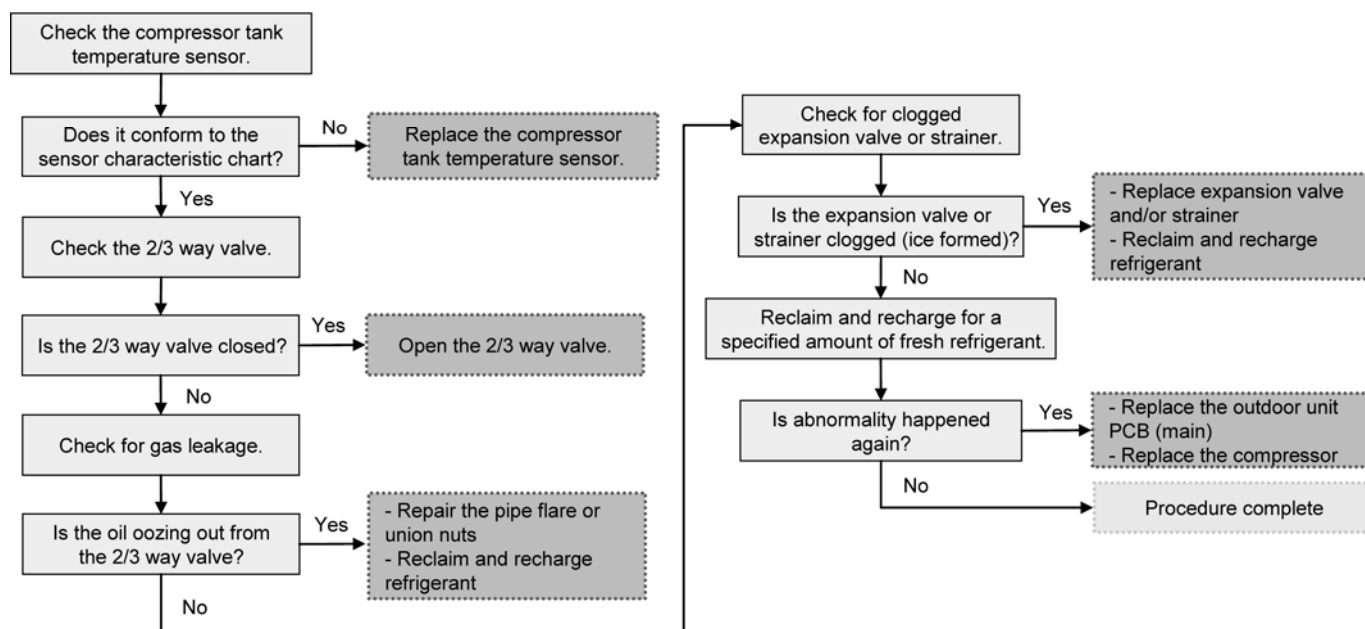 Check the compressor tank
temperature sensor.
Does it conform to the
sensor characteristic chart?
No
Replace the compressor
tank temperature sensor.
Yes
Check the 2/3 way valve.
Is the 2/3 way valve closed?
Yes
Open the 2/3 way valve.
No
Check for gas leakage.
Is the oil oozing out from
the 2/3 way valve?
Yes
- Repair the pipe flare or
union nuts
- Reclaim and recharge
refrigerant
No
Check for clogged
expansion valve or strainer.
Is the expansion valve or
strainer clogged (ice formed)?
Yes
- Replace expansion valve
and/or strainer
- Reclaim and recharge
refrigerant
No
Reclaim and recharge for a
specified amount of fresh refrigerant.
Is abnormality happened
again?
Yes
- Replace the outdoor unit
PCB (main)
- Replace the compressor
No
Procedure complete